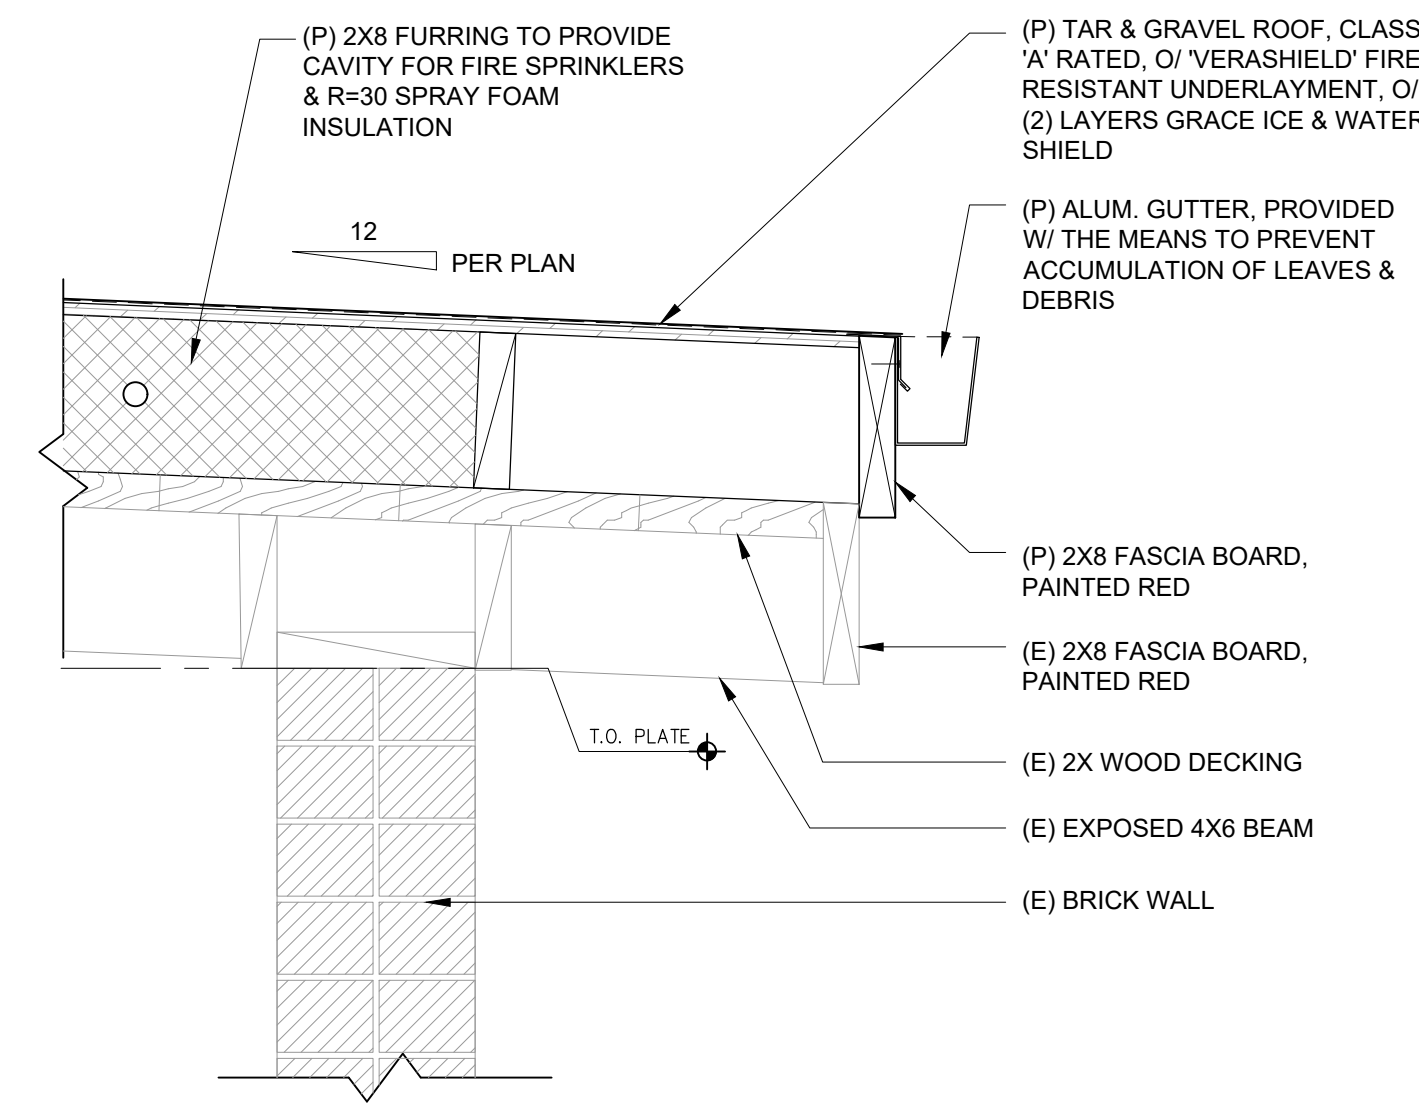 (P) 2X8 FURRING TO PROVIDE
CAVITY FOR FIRE SPRINKLERS
& R=30 SPRAY FOAM
INSULATION
(P) TAR & GRAVEL ROOF, CLASS
'A' RATED, O/ 'VERASHIELD' FIRE
RESISTANT UNDERLAYMENT, O/
(2) LAYERS GRACE ICE & WATER
SHIELD
(P) ALUM. GUTTER, PROVIDED
W/ THE MEANS TO PREVENT
ACCUMULATION OF LEAVES &
DEBRIS
12
PER PLAN
(P) 2X8 FASCIA BOARD,
PAINTED RED
(E) 2X8 FASCIA BOARD,
PAINTED RED
T.O. PLATE
(E) 2X WOOD DECKING
(E) EXPOSED 4X6 BEAM
(E) BRICK WALL